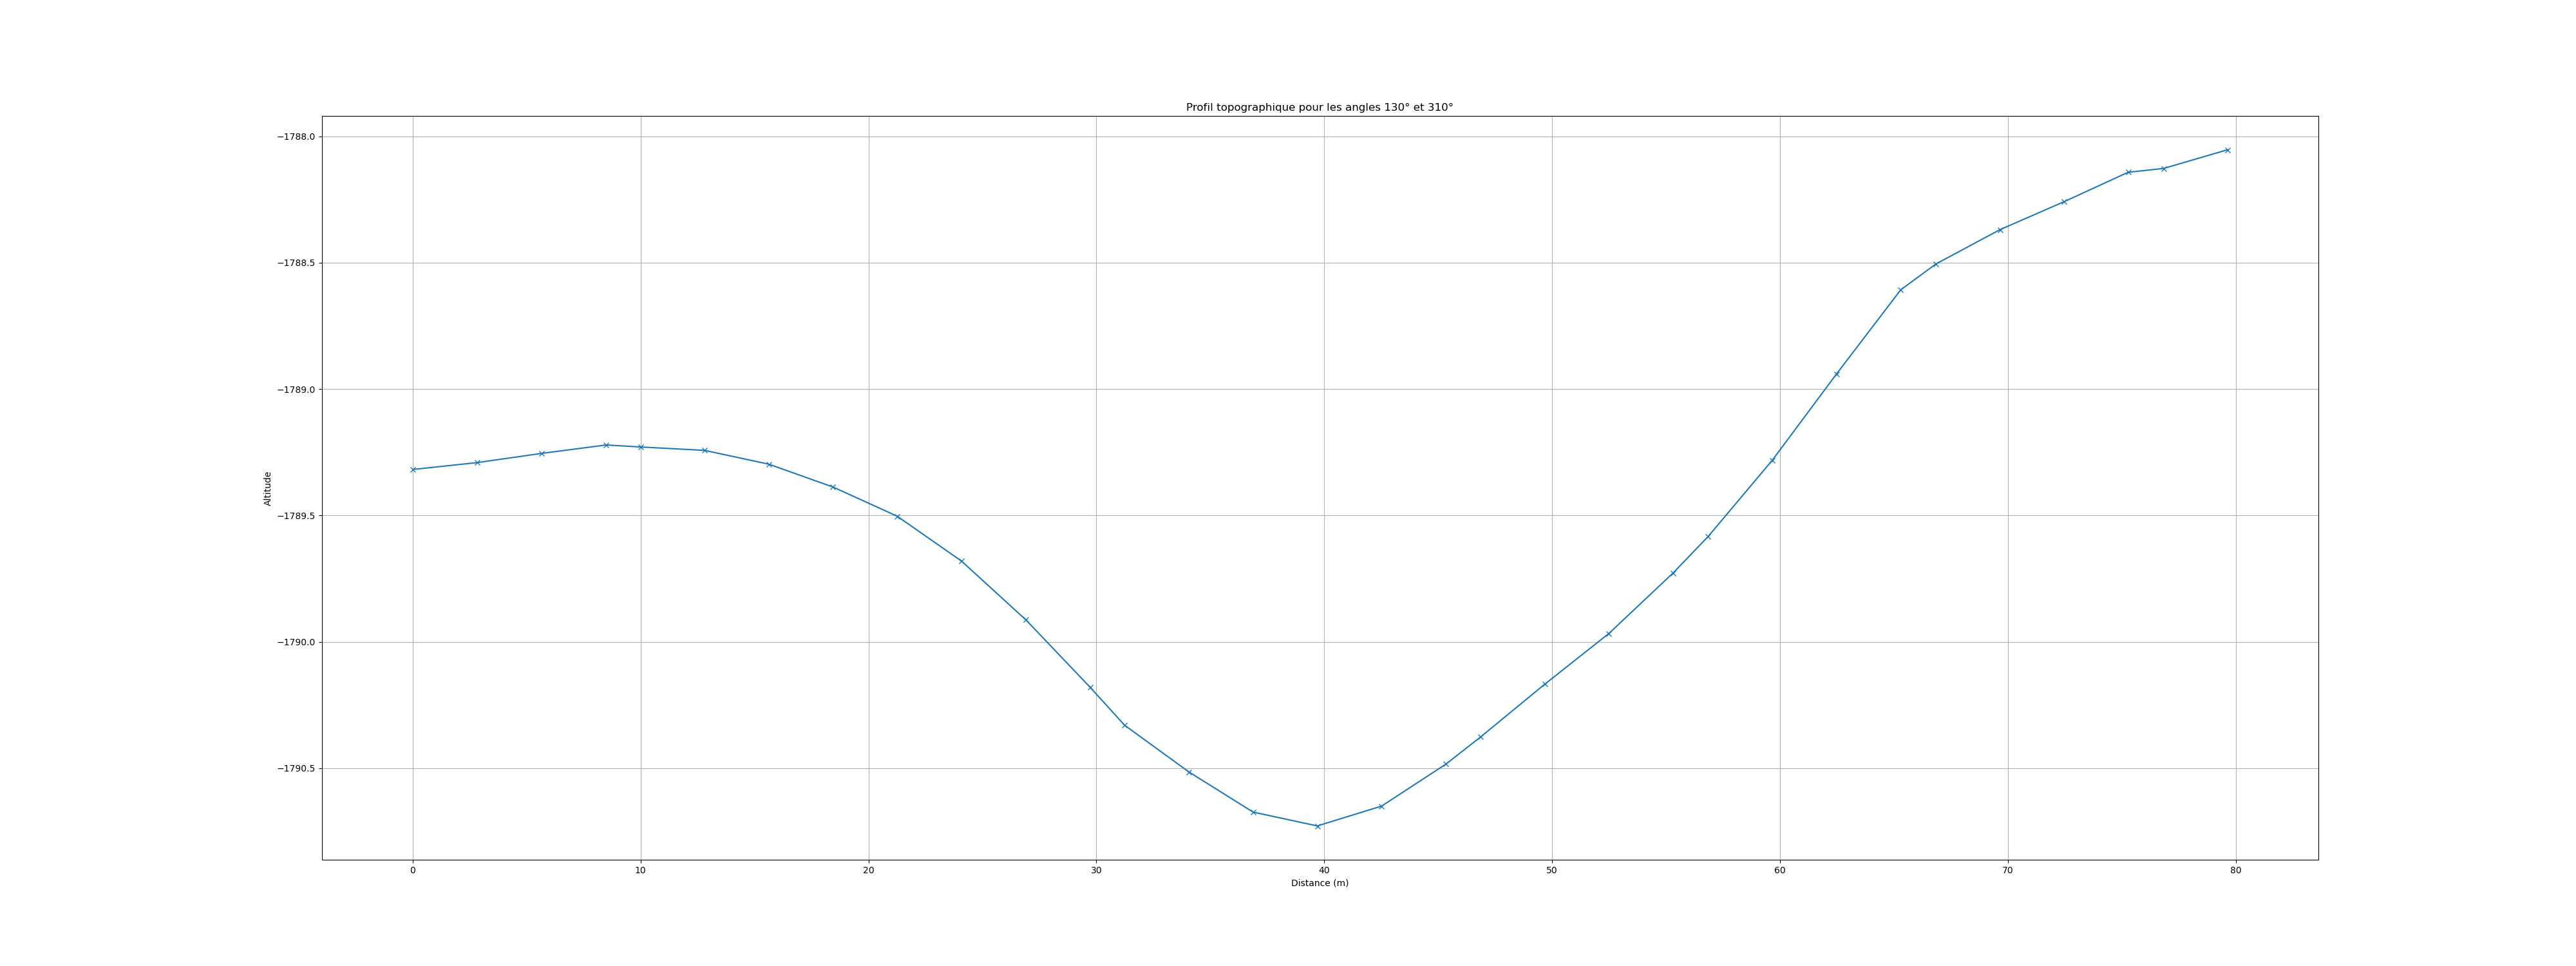 Profil topographique pour les angles 130° et 310°
−1788.0
−1788.5
−1789.0
−1789.5
−1790.0
−1790.5
Altitude
0 10 20 30 40 50 60 70 80
Distance (m)